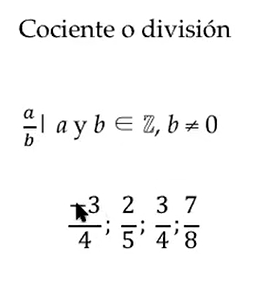 Cociente o división
a/b | a y b ∈ ℤ, b ≠ 0
-3/4; 2/5; 3/4; 7/8